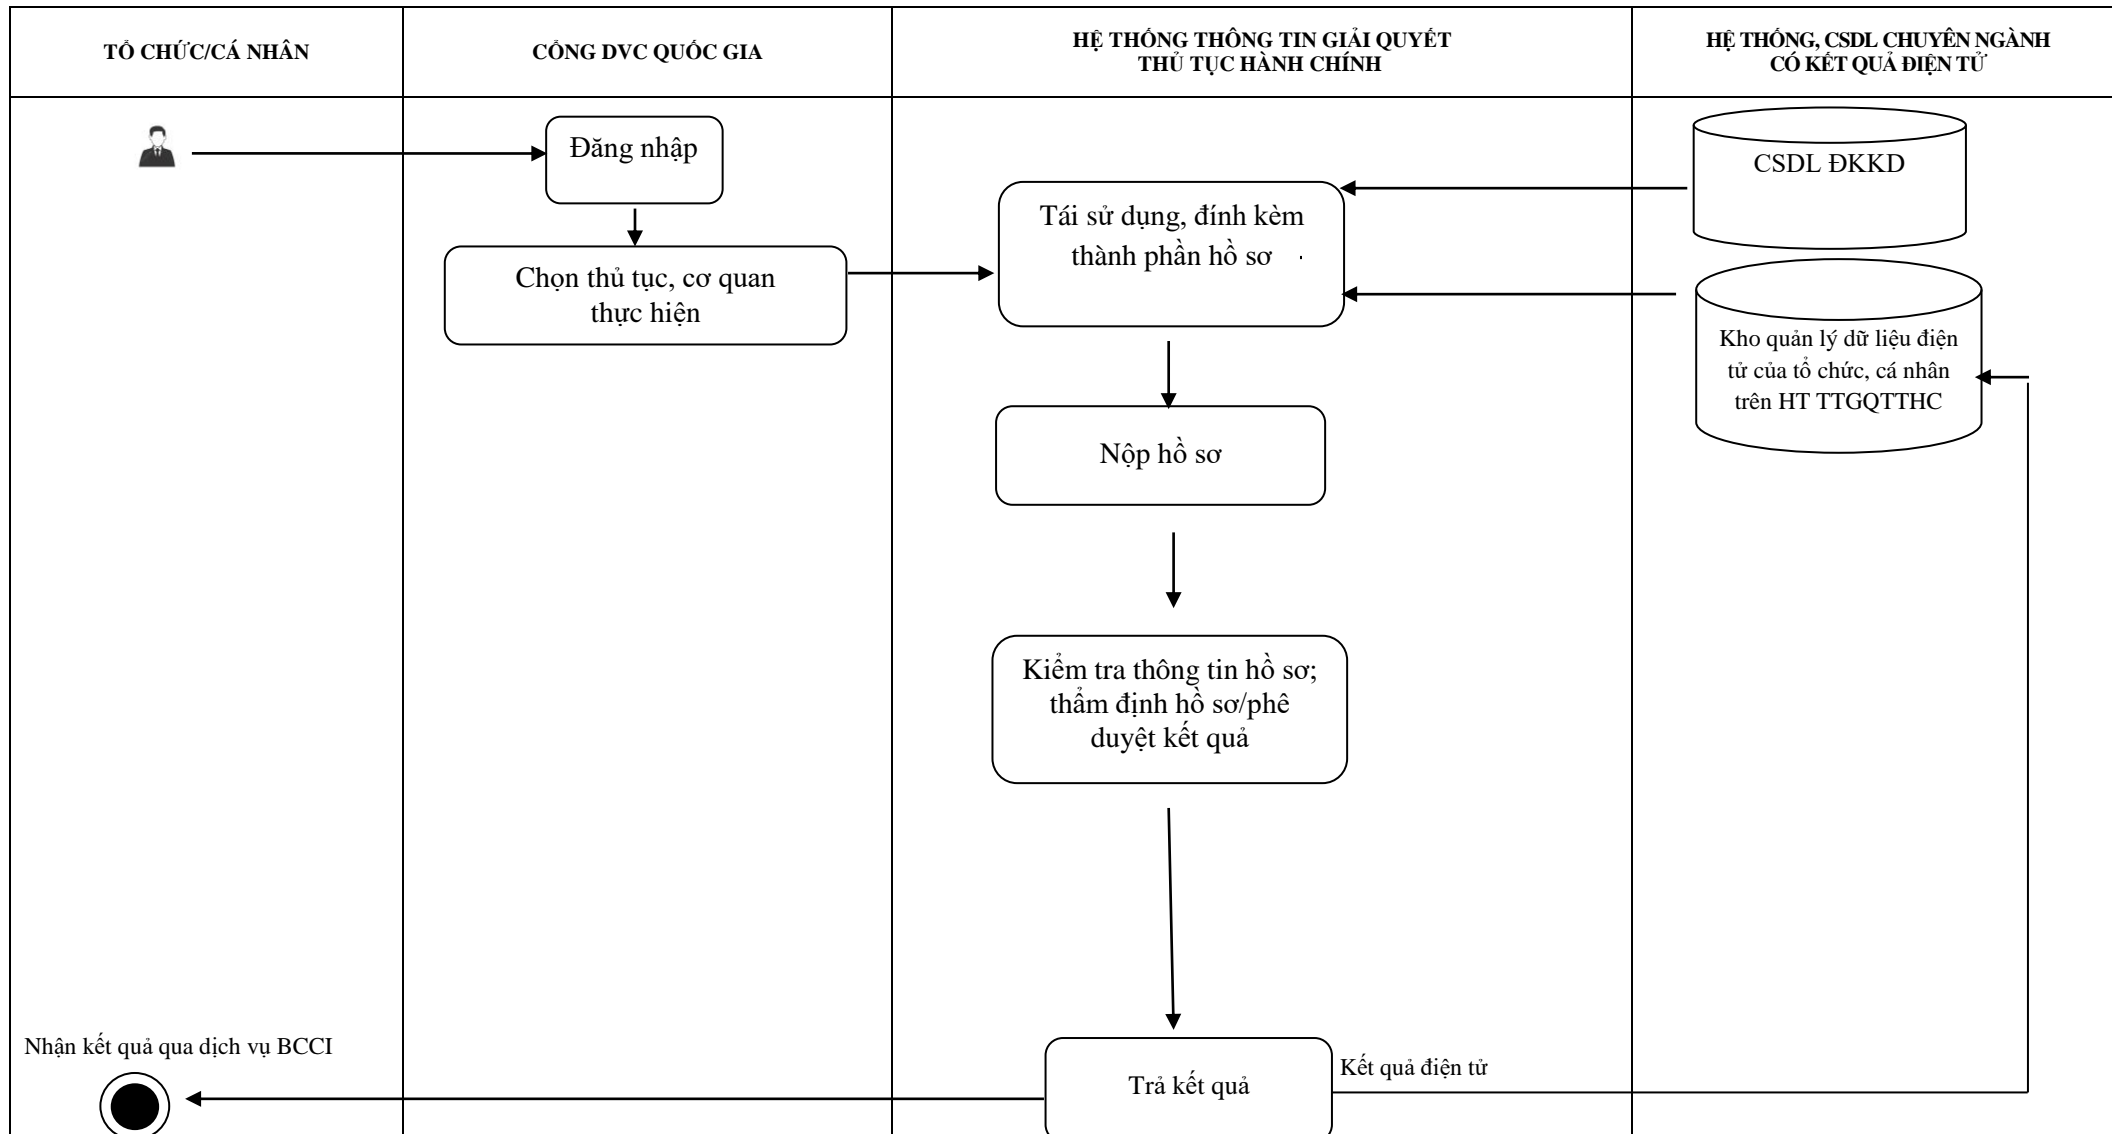 TỔ CHỨC/CÁ NHÂN
CỔNG DVC QUỐC GIA
HỆ THỐNG THÔNG TIN GIẢI QUYẾT
THỦ TỤC HÀNH CHÍNH
HỆ THỐNG, CSDL CHUYÊN NGÀNH
CÓ KẾT QUẢ ĐIỆN TỬ
Đăng nhập
CSDL ĐKKD
Tái sử dụng, đính kèm
thành phần hồ sơ
Chọn thủ tục, cơ quan
thực hiện
Kho quản lý dữ liệu điện
tử của tổ chức, cá nhân
trên HT TTGQTTHC
Nộp hồ sơ
Kiểm tra thông tin hồ sơ;
thẩm định hồ sơ/phê
duyệt kết quả
Nhận kết quả qua dịch vụ BCCI
Trả kết quả
Kết quả điện tử